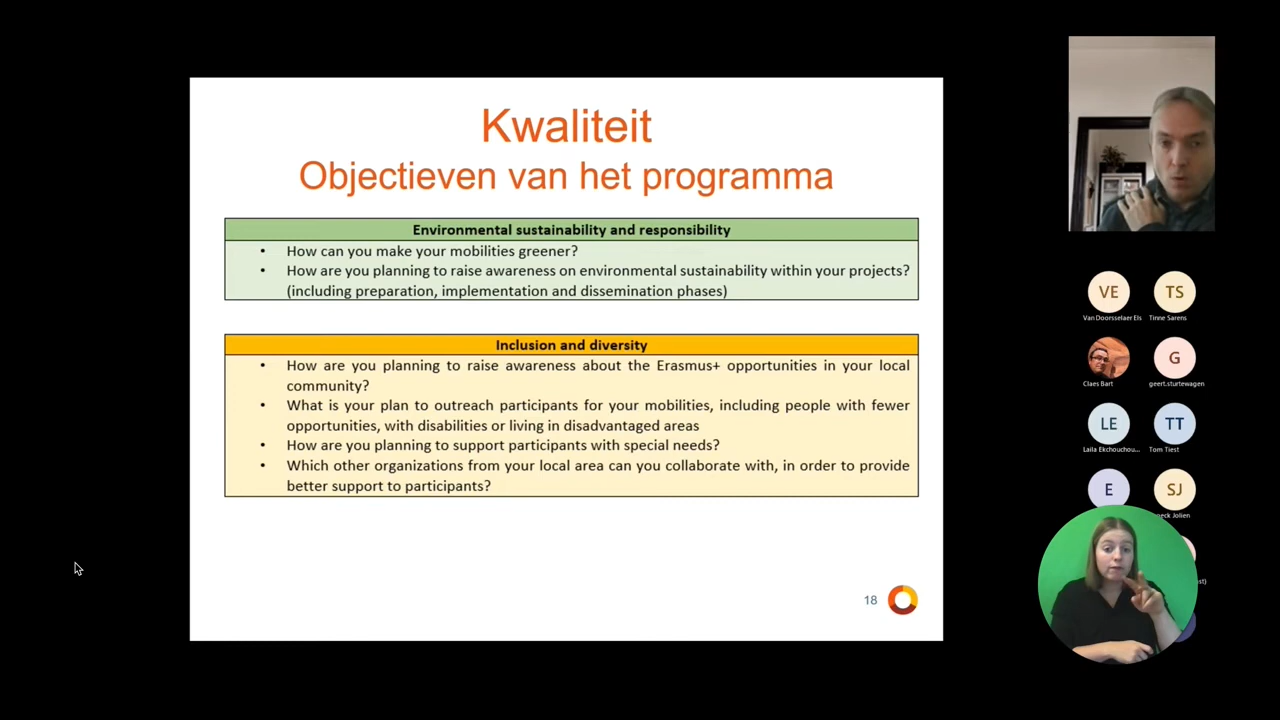 Kwaliteit
Objectieven van het programma
Environmental sustainability and responsibility
• How can you make your mobilities greener?
• How are you planning to raise awareness on environmental sustainability within your projects?
(including preparation, implementation and dissemination phases)
Inclusion and diversity
• How are you planning to raise awareness about the Erasmus+ opportunities in your local
community?
• What is your plan to outreach participants for your mobilities, including people with fewer
opportunities, with disabilities or living in disadvantaged areas
• How are you planning to support participants with special needs?
• Which other organizations from your local area can you collaborate with, in order to provide
better support to participants?
18
VE TS
Van Doorsselaer Els Tinne Sarens
G
Claes Bart geert.sturtewagen
LE TT
Laila Ekchouchou... Tom Tiest
E SJ
Jolien